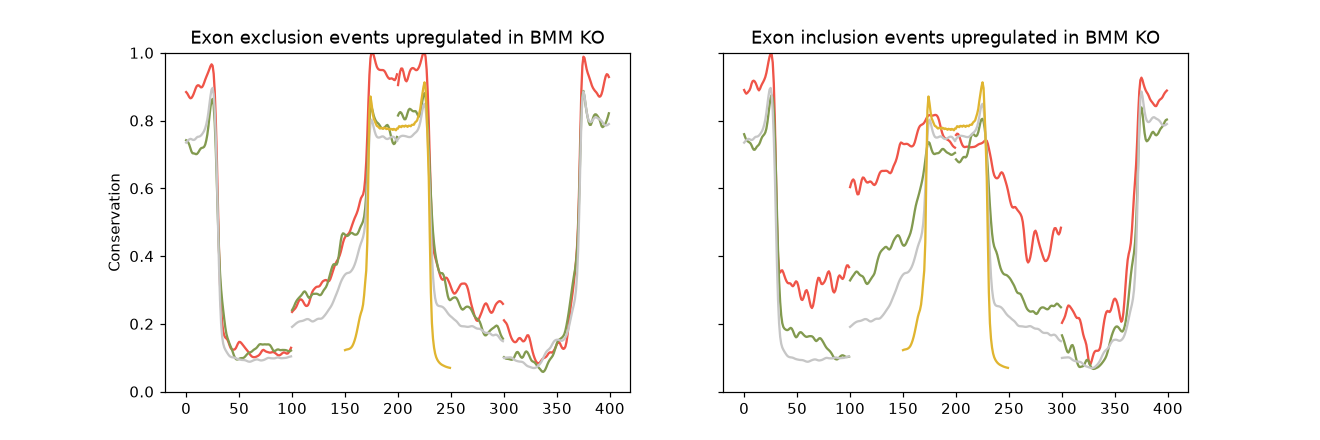 Exon exclusion events upregulated in BMM KO
Exon inclusion events upregulated in BMM KO
Conservation
1.0
0.8
0.6
0.4
0.2
0.0
0 50 100 150 200 250 300 350 400
0 50 100 150 200 250 300 350 400